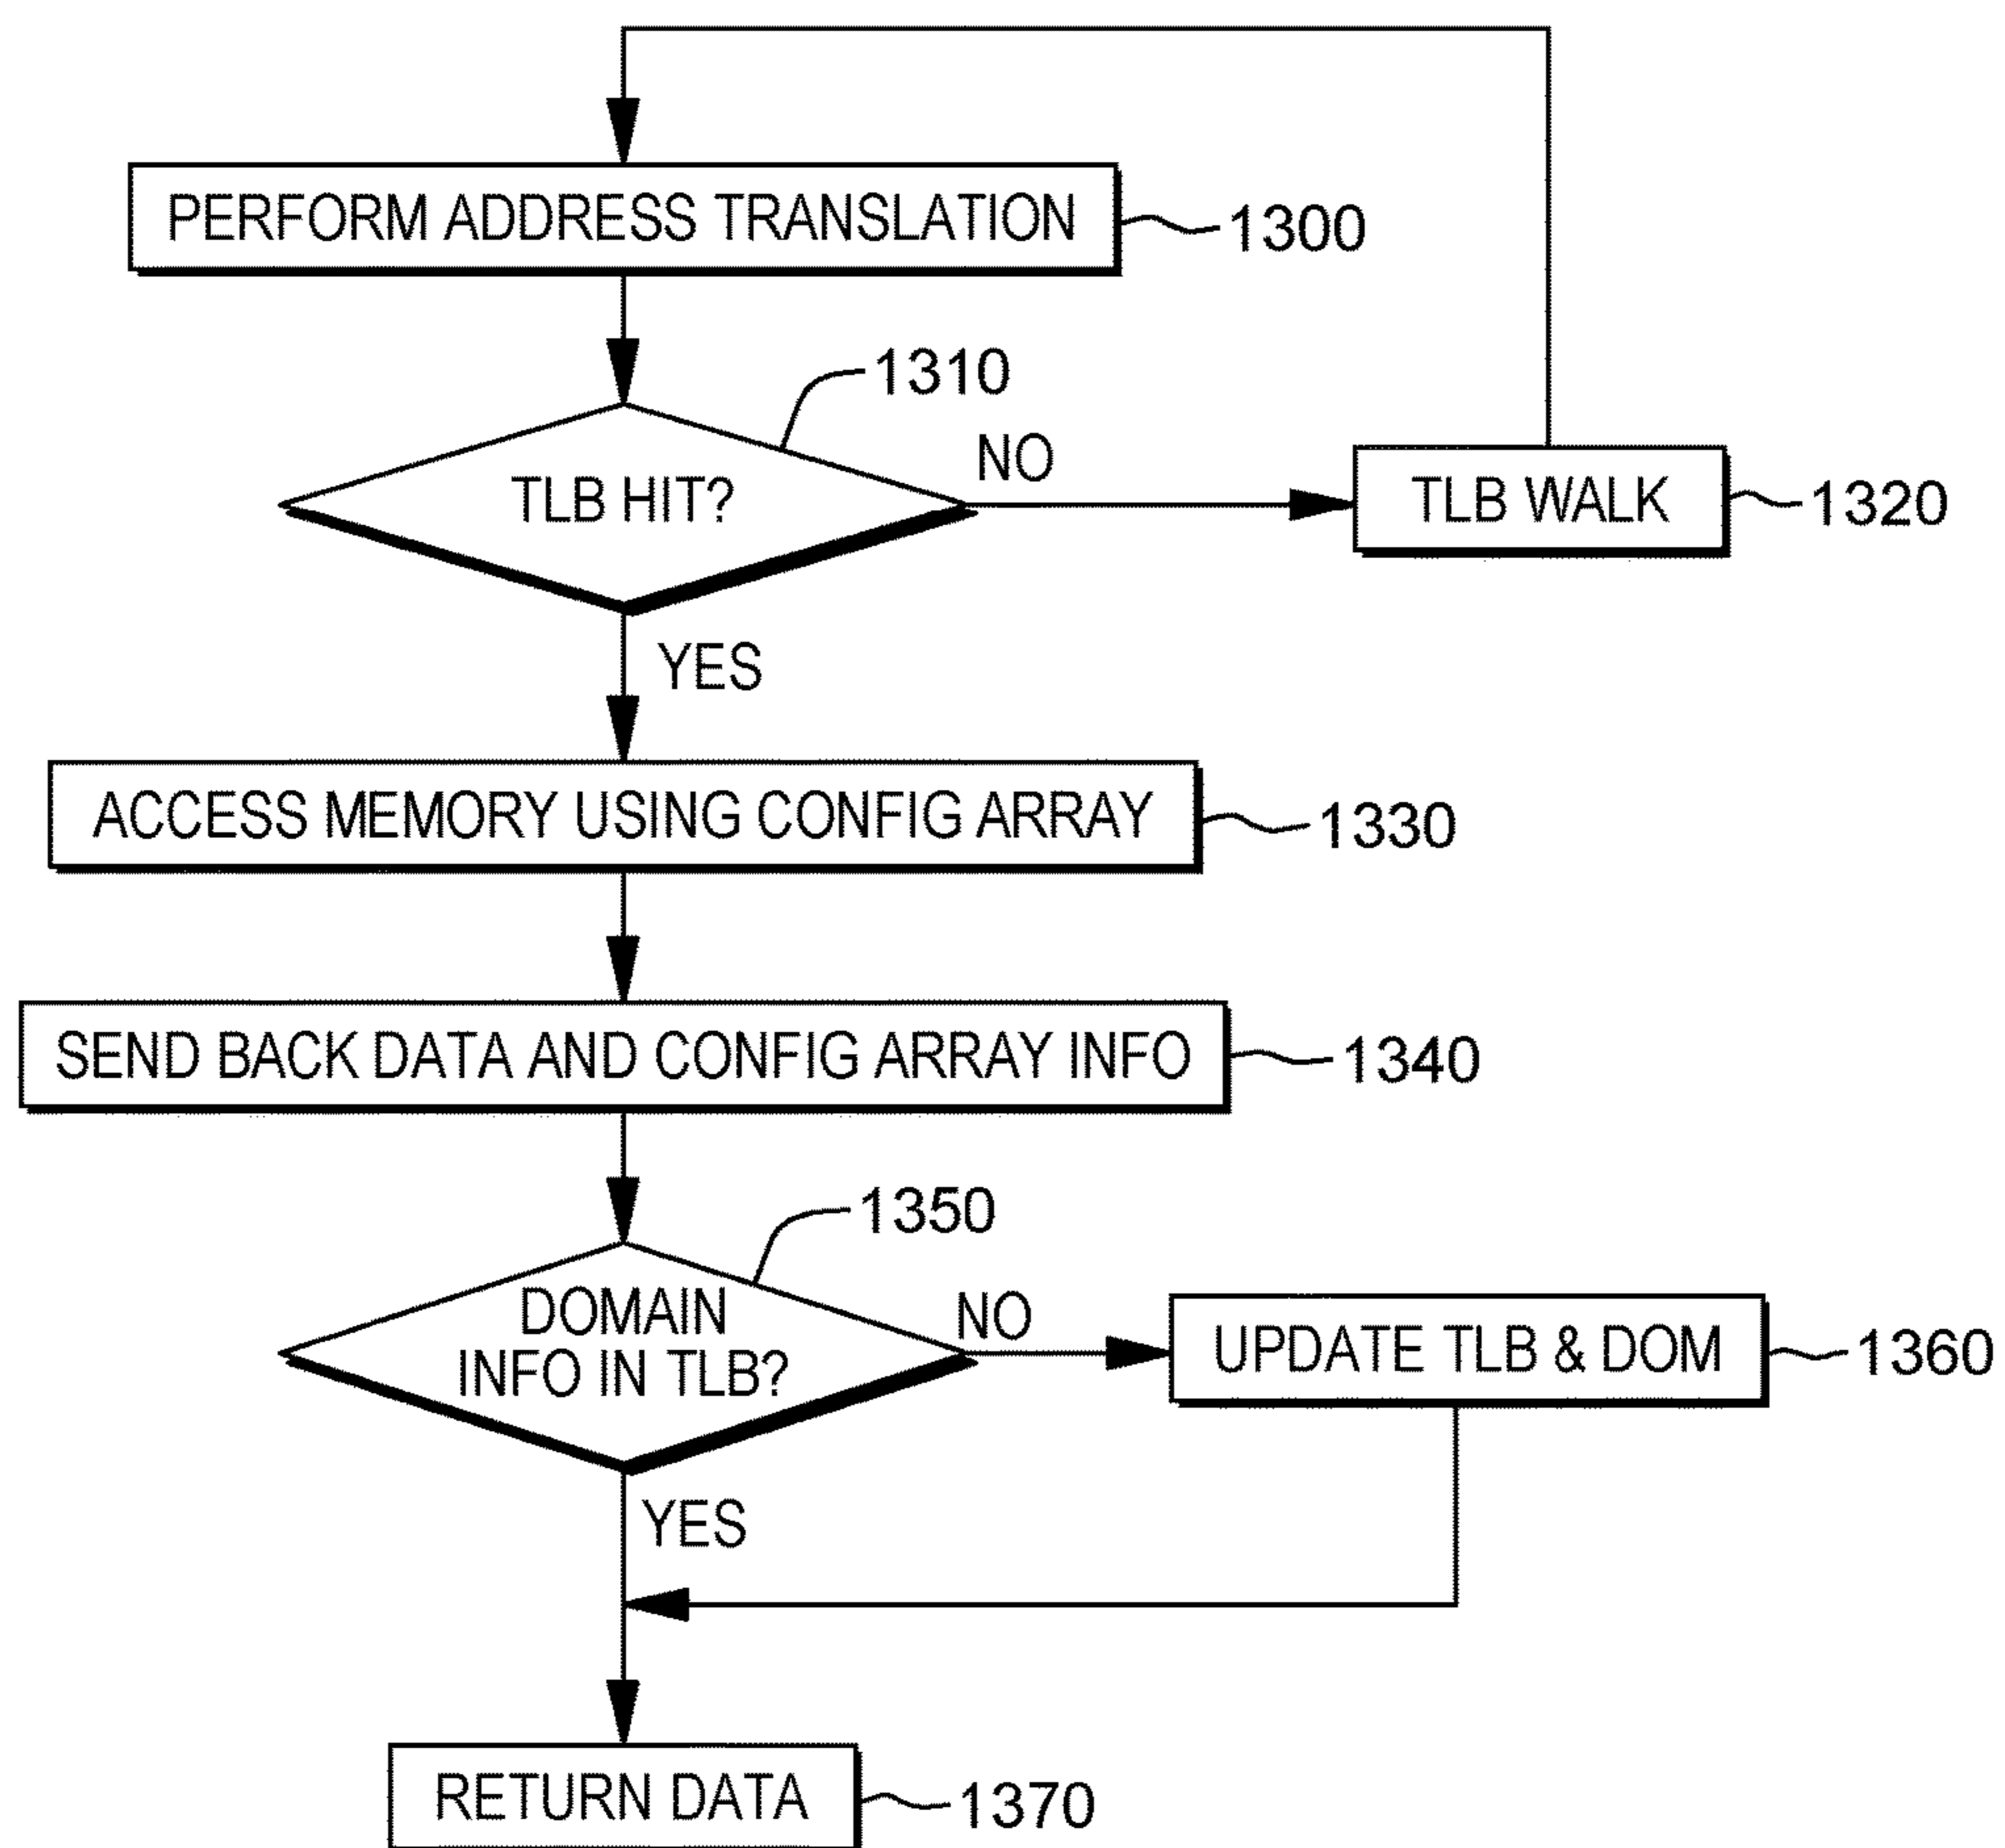 PERFORM ADDRESS TRANSLATION
1300
1310
TLB HIT?
NO
TLB WALK
1320
YES
ACCESS MEMORY USING CONFIG ARRAY
1330
SEND BACK DATA AND CONFIG ARRAY INFO
1340
1350
DOMAIN
INFO IN TLB?
NO
UPDATE TLB & DOM
1360
YES
RETURN DATA
1370